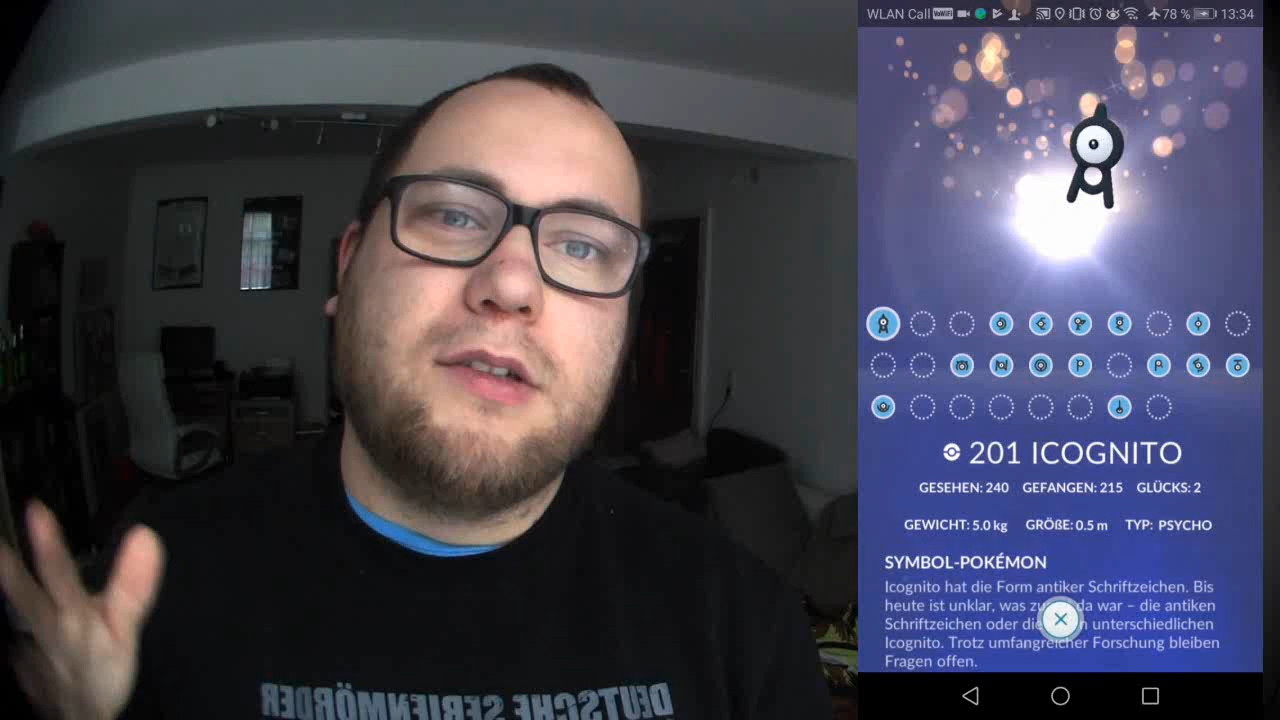 WLAN Call VoWiFi 78 % 13:34
201 ICOGNITO
GESEHEN: 240 GEFANGEN: 215 GLÜCKS: 2
GEWICHT: 5.0 kg GRÖßE: 0.5 m TYP: PSYCHO
SYMBOL-POKÉMON
Icognito hat die Form antiker Schriftzeichen. Bis
heute ist unklar, was da war – die antiken
Schriftzeichen oder die unterschiedlichen
Icognito. Trotz umfangreicher Forschung bleiben
Fragen offen.
DEUTSCHE SERIENMÖRDER